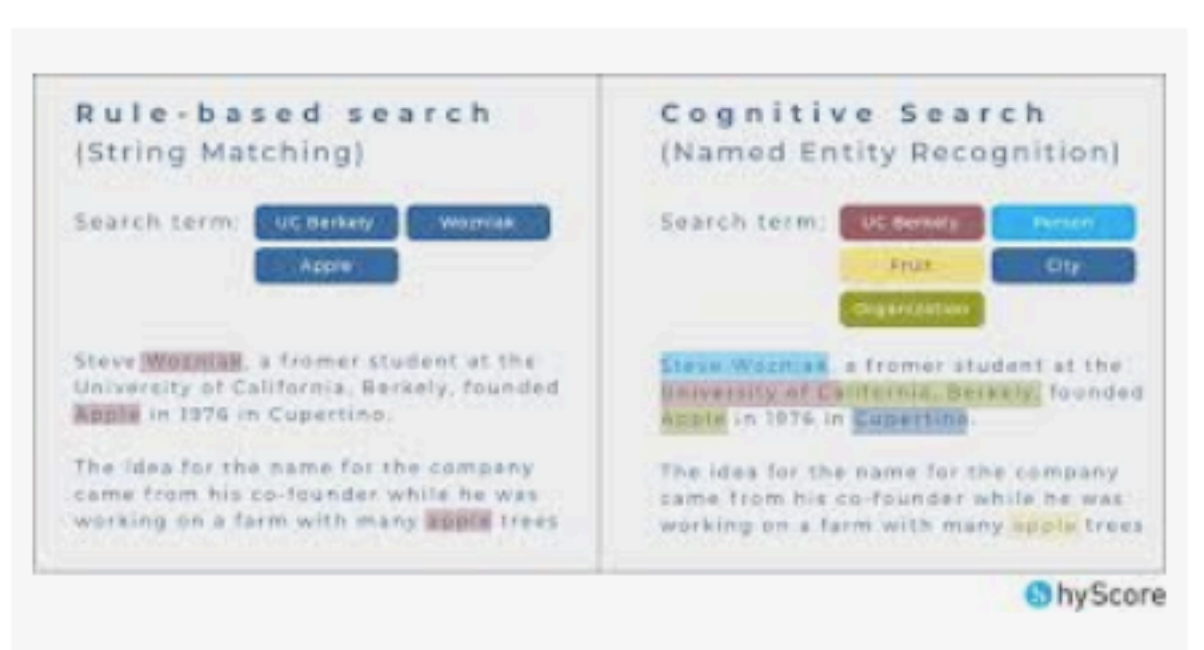 Rule-based search
(String Matching)
Search term: UC Berkely Wozniak
Apple
Steve Wozniak, a fromer student at the
University of California, Berkely, founded
Apple in 1976 in Cupertino.
The idea for the name for the company
came from his co-founder while he was
working on a farm with many apple trees
Cognitive Search
(Named Entity Recognition)
Search term: UC Berkely Person
Fruit City
Organization
Steve Wozniak, a fromer student at the
University of California, Berkely, founded
Apple in 1976 in Cupertino.
The idea for the name for the company
came from his co-founder while he was
working on a farm with many apple trees
hyScore